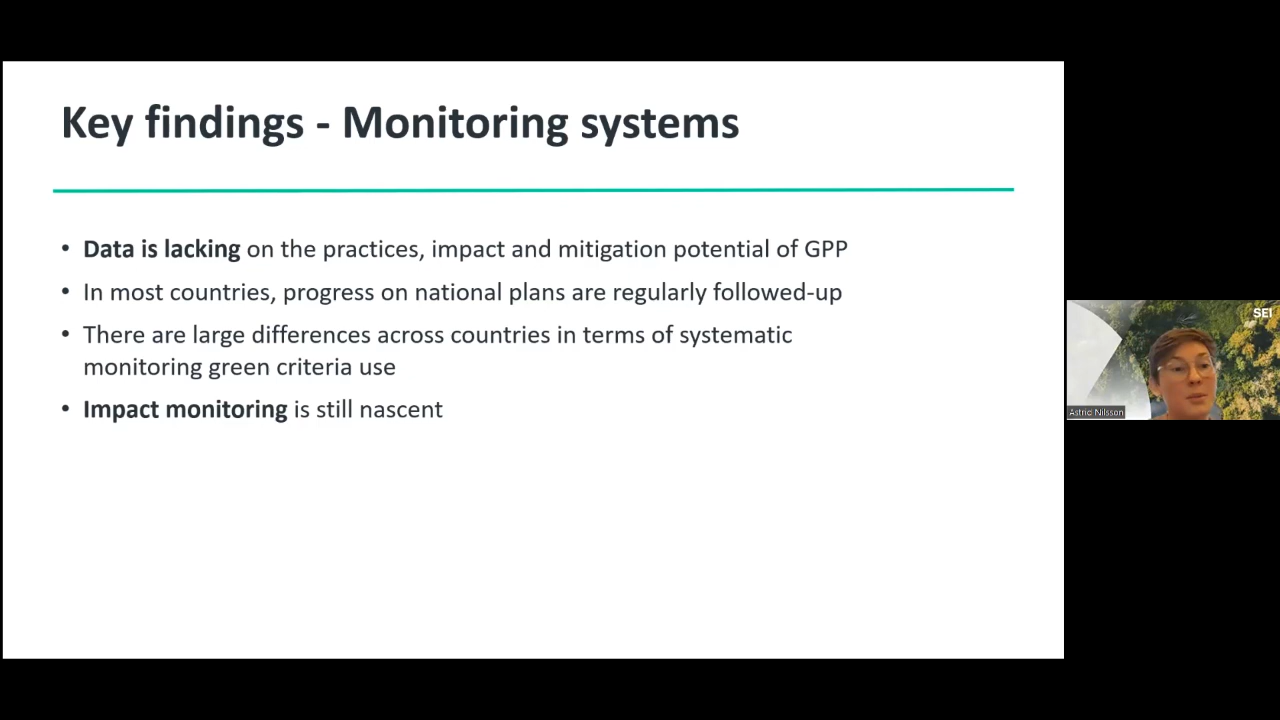 Key findings - Monitoring systems
• Data is lacking on the practices, impact and mitigation potential of GPP
• In most countries, progress on national plans are regularly followed-up
• There are large differences across countries in terms of systematic
monitoring green criteria use
• Impact monitoring is still nascent
SEI
Astrid Nilsson